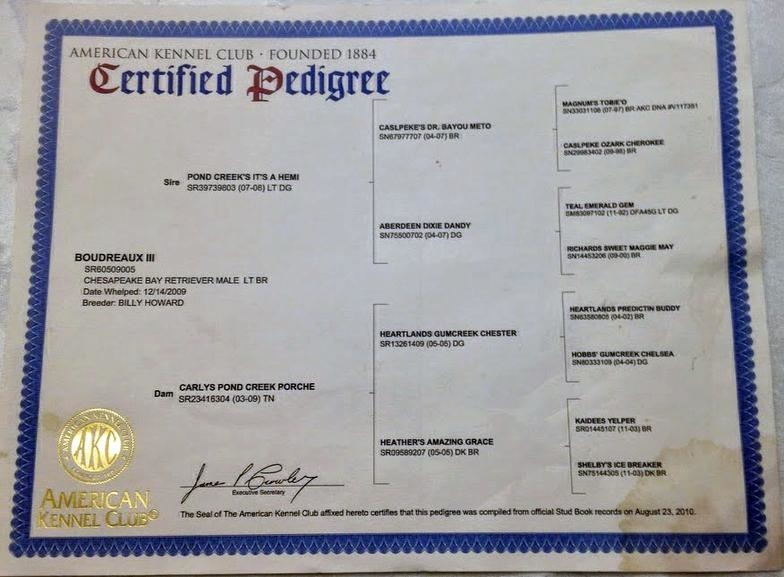 AMERICAN KENNEL CLUB · FOUNDED 1884
Certified Pedigree
MAGNUM'S TOBIE'O
SN33031106 (07-97) BR AKC DNA #V117351
CASLPEKE'S DR. BAYOU METO
SN67977707 (04-07) BR
CASLPEKE OZARK CHEROKEE
SN29983402 (09-98) BR
Sire POND CREEK'S IT'S A HEMI
SR39739803 (07-08) LT DG
TEAL EMERALD GEM
SM83097102 (11-92) OFA45G LT DG
ABERDEEN DIXIE DANDY
SN75500702 (04-07) DG
RICHARDS SWEET MAGGIE MAY
SN14453206 (09-00) BR
BOUDREAUX III
SR60509005
CHESAPEAKE BAY RETRIEVER MALE LT BR
Date Whelped: 12/14/2009
Breeder: BILLY HOWARD
HEARTLANDS PREDICTIN BUDDY
SN63580805 (04-02) BR
HEARTLANDS GUMCREEK CHESTER
SR13261409 (05-05) DG
HOBBS' GUMCREEK CHELSEA
SN80333109 (04-04) DG
Dam CARLYS POND CREEK PORCHE
SR23416304 (03-09) TN
KAIDEES YELPER
SR01445107 (11-03) BR
HEATHER'S AMAZING GRACE
SR09589207 (05-05) DK BR
SHELBY'S ICE BREAKER
SN75144305 (11-03) DK BR
AKC
AMERICAN
KENNEL CLUB®
Executive Secretary
The Seal of The American Kennel Club affixed hereto certifies that this pedigree was compiled from official Stud Book records on August 23, 2010.